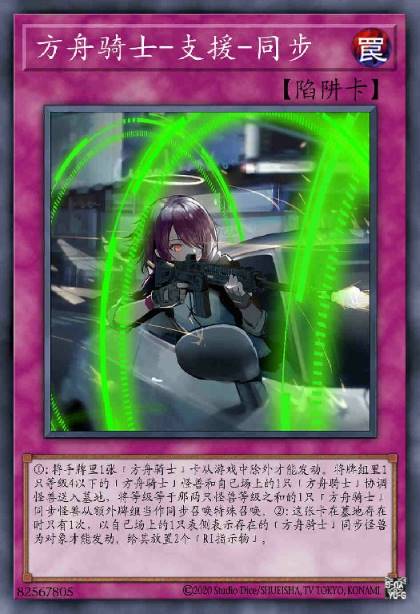 方舟骑士-支援-同步
罠
【陷阱卡】
①:将手牌里1张「方舟骑士」卡从游戏中除外才能发动。将牌组里1
只等级4以下的「方舟骑士」怪兽和自己场上的1只「方舟骑士」协调
怪兽送入墓地,将等级等于那两只怪兽等级之和的1只「方舟骑士」
同步怪兽从额外牌组当作同步召唤特殊召唤。②:这张卡在墓地存在
时只有1次,以自己场上的1只表侧表示存在的「方舟骑士」同步怪兽
为对象才能发动,给其放置2个「RI指示物」。
82567805
©2020 Studio Dice/SHUEISHA, TV TOKYO, KONAMI